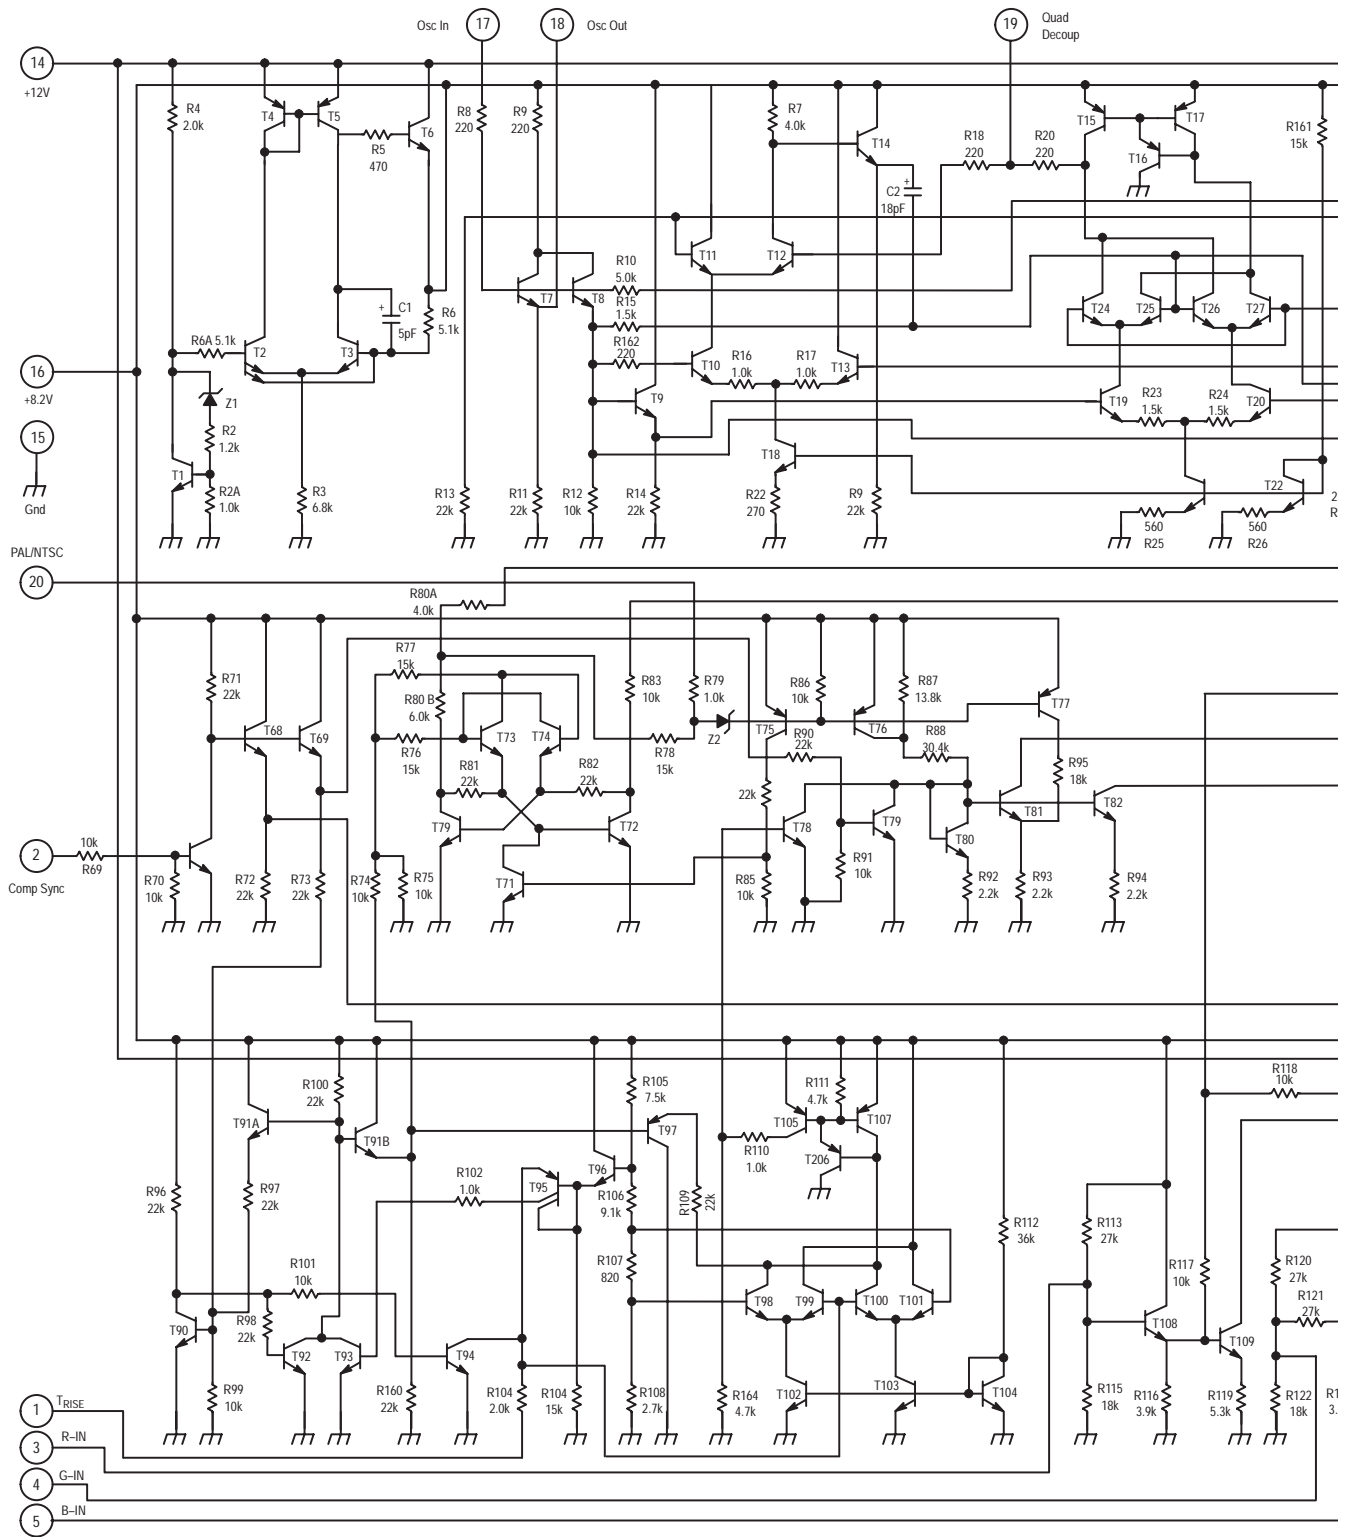 Osc In
17
18
Osc Out
19
Quad
Decoup
14
+12V
R4
2.0k
T4
T5
R5
470
T6
R8
220
R9
220
R7
4.0k
T14
C2
+
18pF
R18
220
R20
220
T15
T17
T16
R161
15k
T11
T12
R10
5.0k
T7
T8
R15
1.5k
C1
+
5pF
R6
5.1k
T24
T25
T26
T27
R6A 5.1k
T2
T3
R162
220
T10
R16
1.0k
R17
1.0k
T13
16
+8.2V
Z1
R2
1.2k
T9
T19
R23
1.5k
R24
1.5k
T20
15
Gnd
T1
R2A
1.0k
R3
6.8k
R13
22k
R11
22k
R12
10k
R14
22k
T18
R22
270
R9
22k
T22
560
R25
560
R26
2
R
PAL/NTSC
20
R80A
4.0k
R71
22k
R77
15k
R80 B
6.0k
R83
10k
R79
1.0k
R86
10k
R87
13.8k
T77
T68
T69
R76
15k
T73
T74
R78
15k
Z2
T75
R90
22k
T76
R88
30.4k
R81
22k
R82
22k
22k
R95
18k
T79
T72
T78
T79
T80
T81
T82
2
Comp Sync
10k
R69
R70
10k
R72
22k
R73
22k
R74
10k
R75
10k
T71
R85
10k
R91
10k
R92
2.2k
R93
2.2k
R94
2.2k
R100
22k
R105
7.5k
R111
4.7k
R118
10k
T91A
T91B
T97
T105
T107
R110
1.0k
T206
R96
22k
R97
22k
R102
1.0k
T95
T96
R106
9.1k
R109
22k
R112
36k
R113
27k
R117
10k
R120
27k
R101
10k
R107
820
T98
T99
T100
T101
R121
27k
T90
R98
22k
T92
T93
T94
T108
T109
R99
10k
R160
22k
R104
2.0k
R104
15k
R108
2.7k
R164
4.7k
T102
T103
T104
R115
18k
R116
3.9k
R119
5.3k
R122
18k
R1
3.
1
TRISE
3
R–IN
4
G–IN
5
B–IN